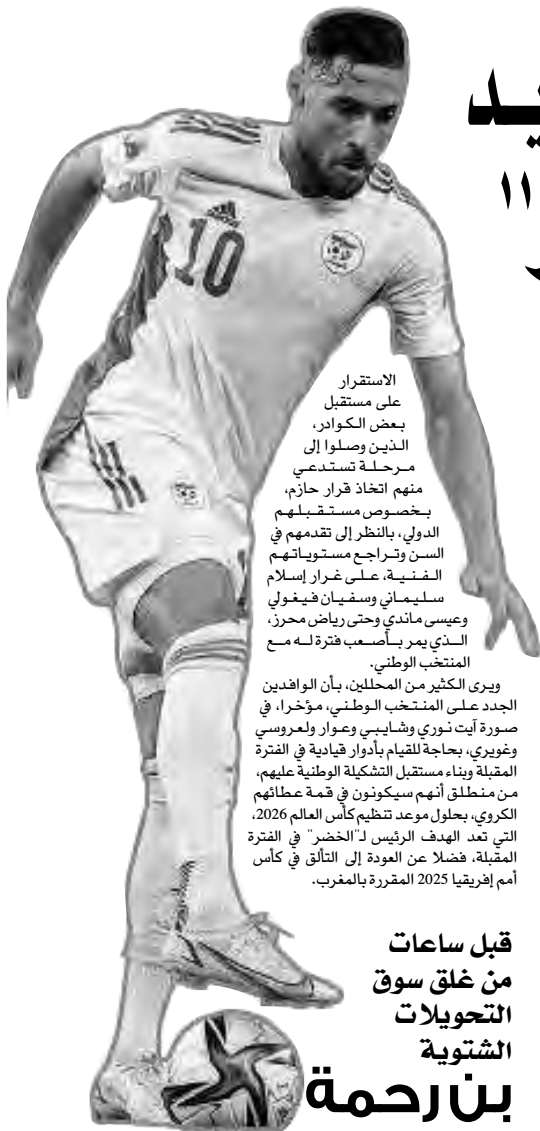 ـيـد
١١
10
الاستقرار
على مستقبل
بعض الكوادر،
الذين وصلوا إلى
مرحلة تستدعي
منهم اتخاذ قرار حازم،
بخصوص مستقبلهم
الدولي، بالنظر إلى تقدمهم في
السن وتراجع مستوياتهم
الفنية، على غرار إسلام
سليماني وسفيان فيغولي
وعيسى ماندي وحتى رياض محرز،
الذي يمر بأصعب فترة له مع
المنتخب الوطني.
ويرى الكثير من المحللين، بأن الوافدين
الجدد على المنتخب الوطني، مؤخرا، في
صورة آيت نوري وشايبي وعوار ولعروسي
وغويري، بحاجة للقيام بأدوار قيادية في الفترة
المقبلة وبناء مستقبل التشكيلة الوطنية عليهم،
من منطلق أنهم سيكونون في قمة عطائهم
الكروي، بحلول موعد تنظيم كأس العالم 2026،
التي تعد الهدف الرئيس لـ"الخضر" في الفترة
المقبلة، فضلا عن العودة إلى التألق في كأس
أمم إفريقيا 2025 المقررة بالمغرب.
قبل ساعات
من غلق سوق
التحويلات
الشتوية
بن رحمة